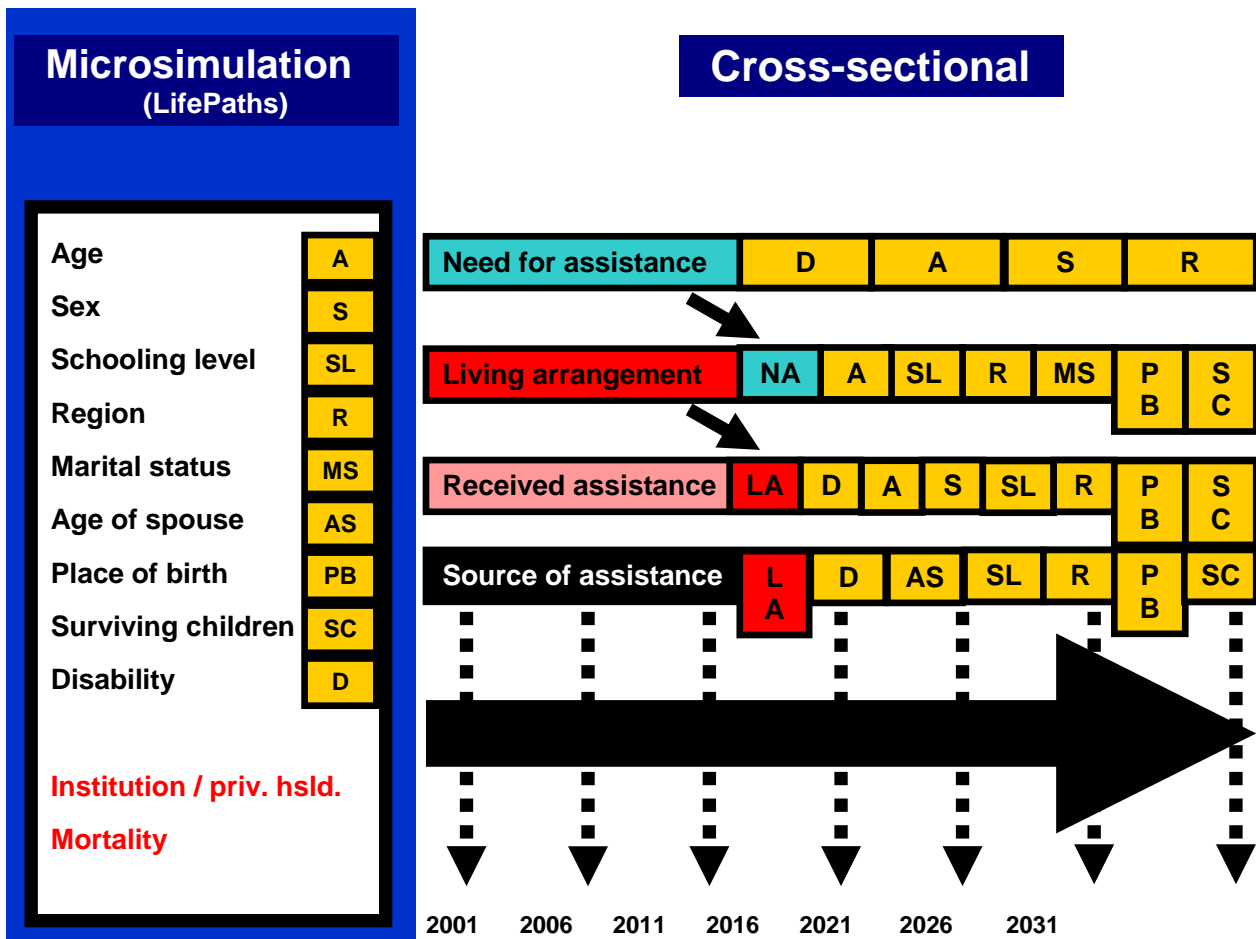 Microsimulation
(LifePaths)
Cross-sectional
Age A
Sex S
Schooling level SL
Region R
Marital status MS
Age of spouse AS
Place of birth PB
Surviving children SC
Disability D
Institution / priv. hsld.
Mortality
Need for assistance D A S R
Living arrangement NA A SL R MS P B S C
Received assistance LA D A S SL R P B S C
Source of assistance L A D AS SL R P B SC
2001 2006 2011 2016 2021 2026 2031